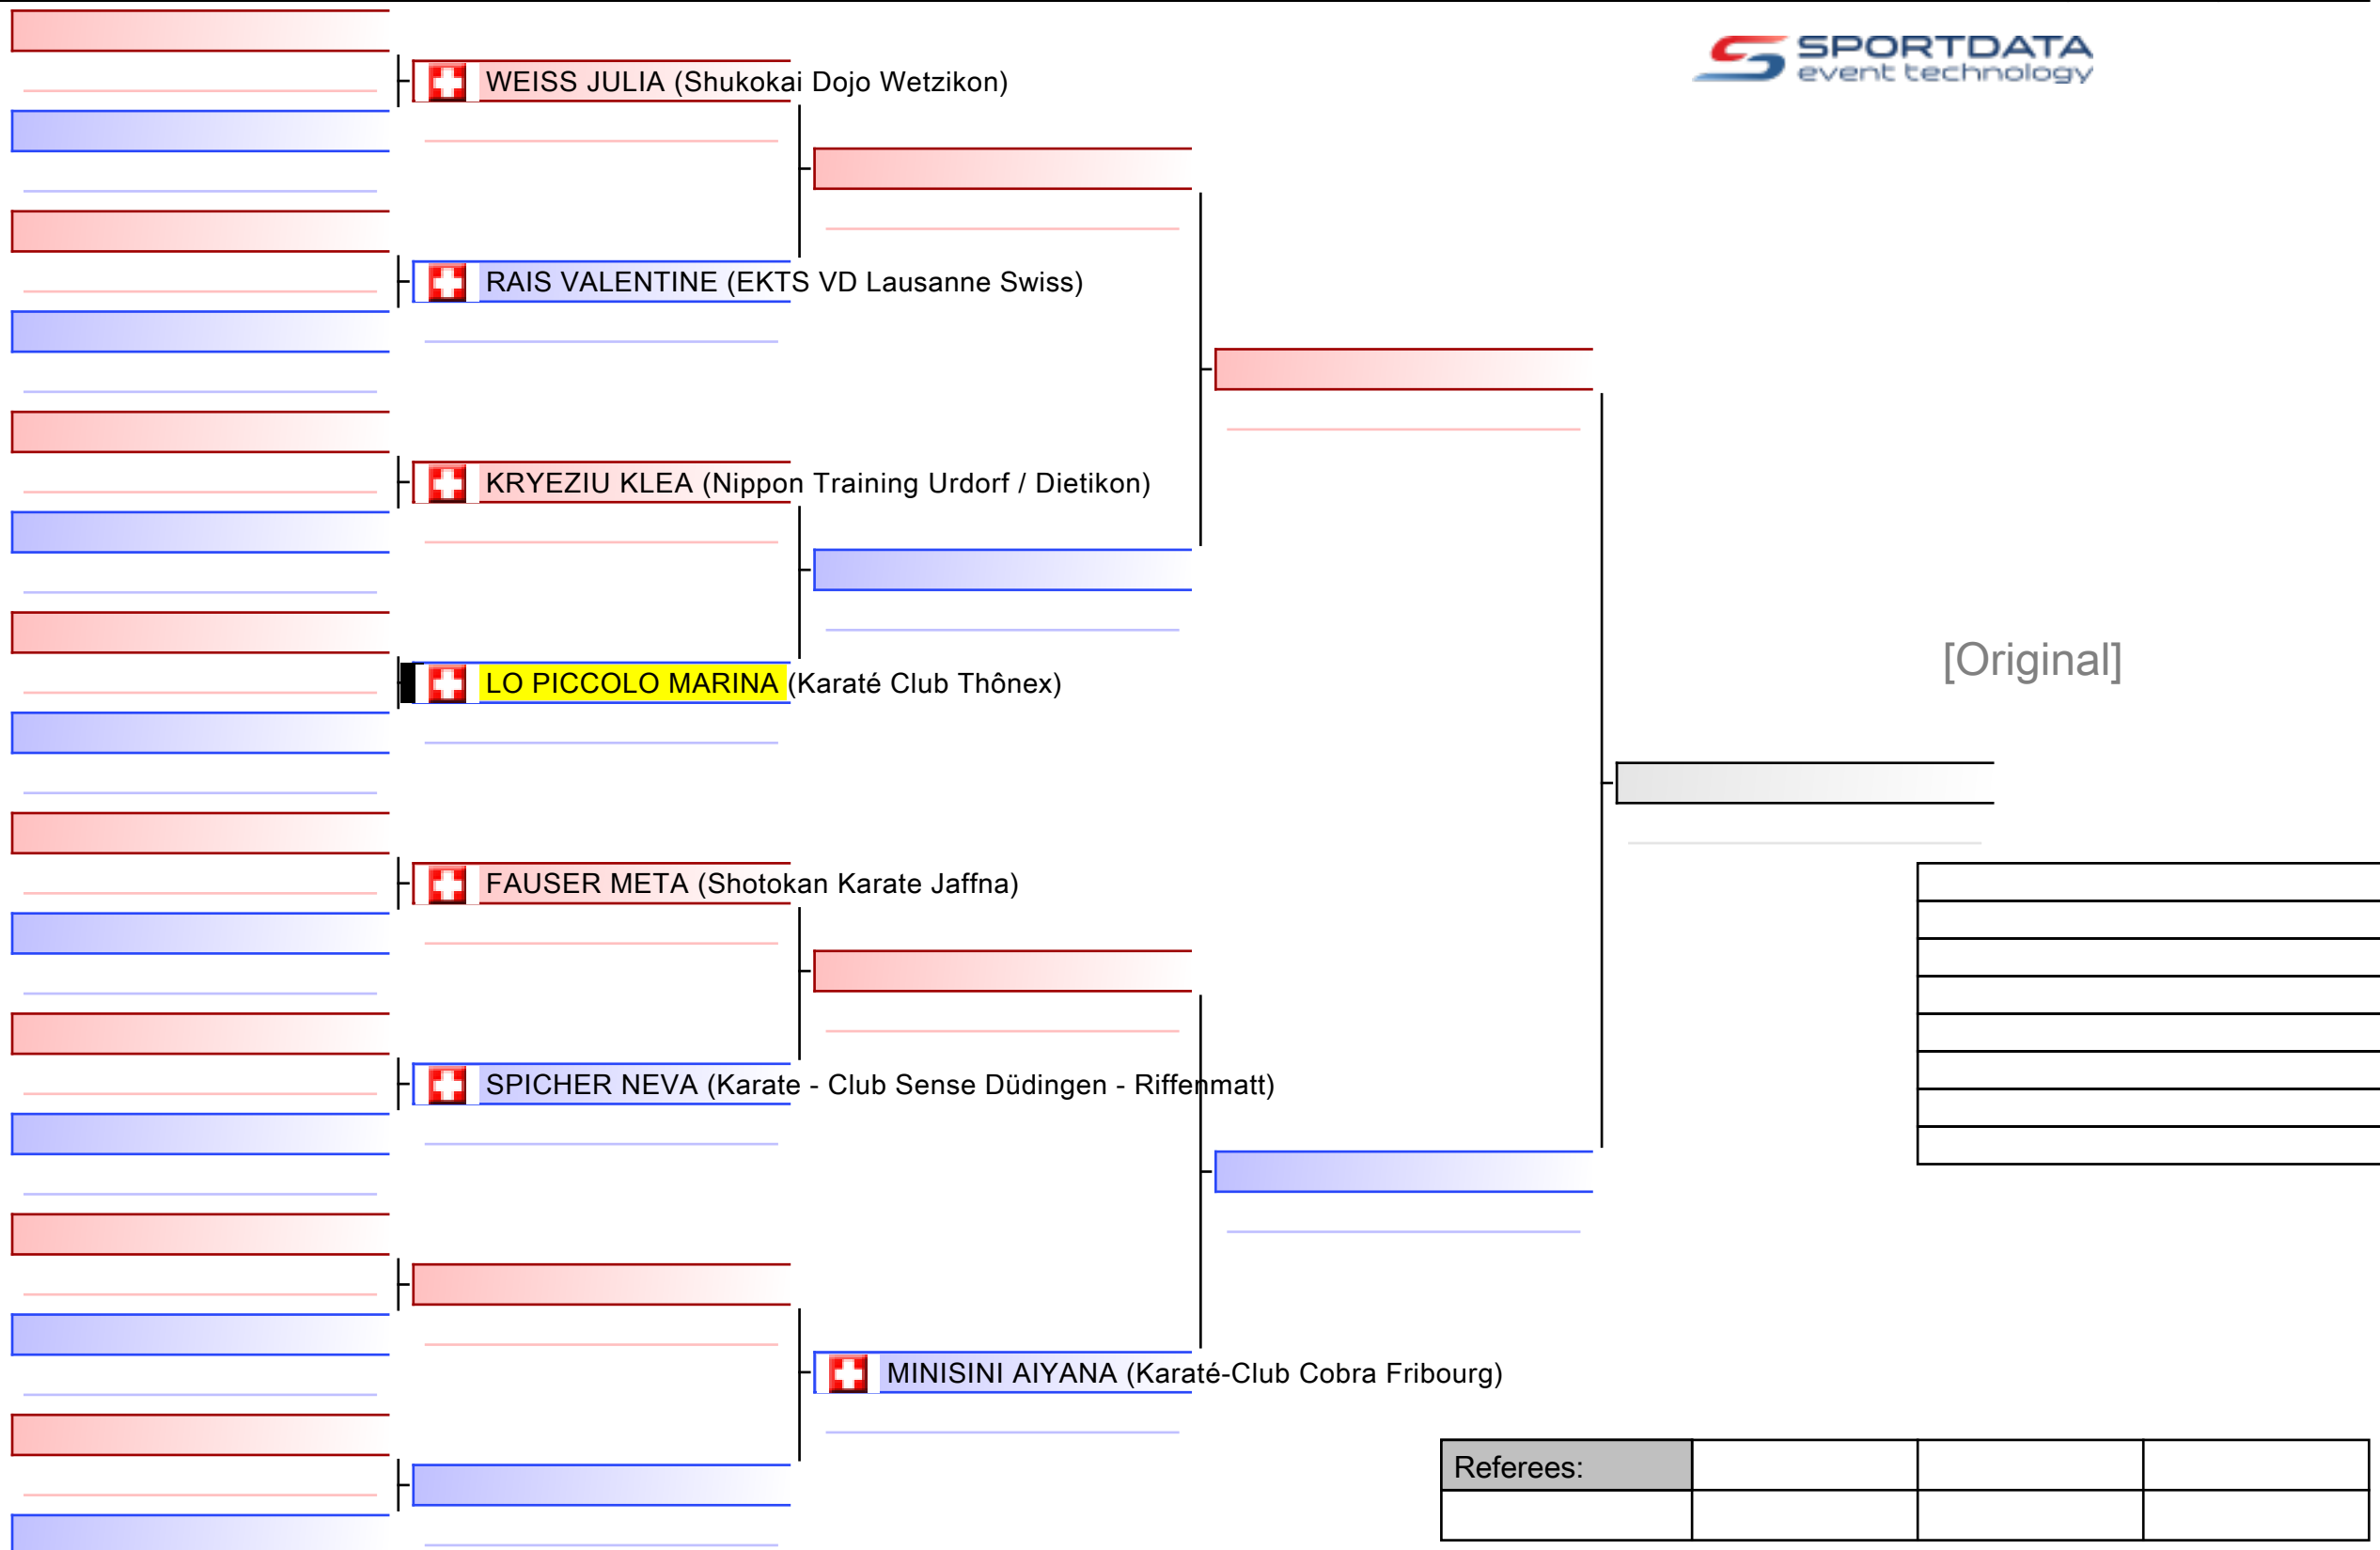 SPORTDATA
event technology
WEISS JULIA (Shukokai Dojo Wetzikon)
RAIS VALENTINE (EKTS VD Lausanne Swiss)
KRYEZIU KLEA (Nippon Training Urdorf / Dietikon)
[Original]
LO PICCOLO MARINA (Karaté Club Thônex)
FAUSER META (Shotokan Karate Jaffna)
SPICHER NEVA (Karate - Club Sense Düdingen - Riffenmatt)
MINISINI AIYANA (Karaté-Club Cobra Fribourg)
Referees: